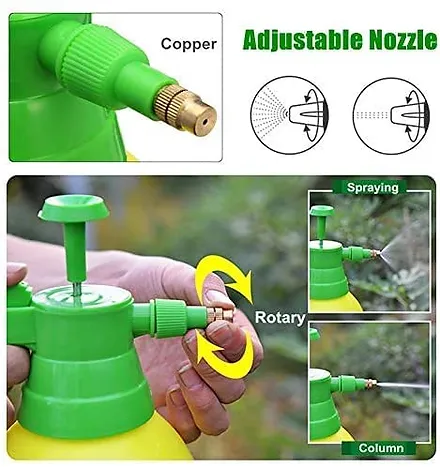 Copper
Adjustable Nozzle
Spraying
Rotary
Column